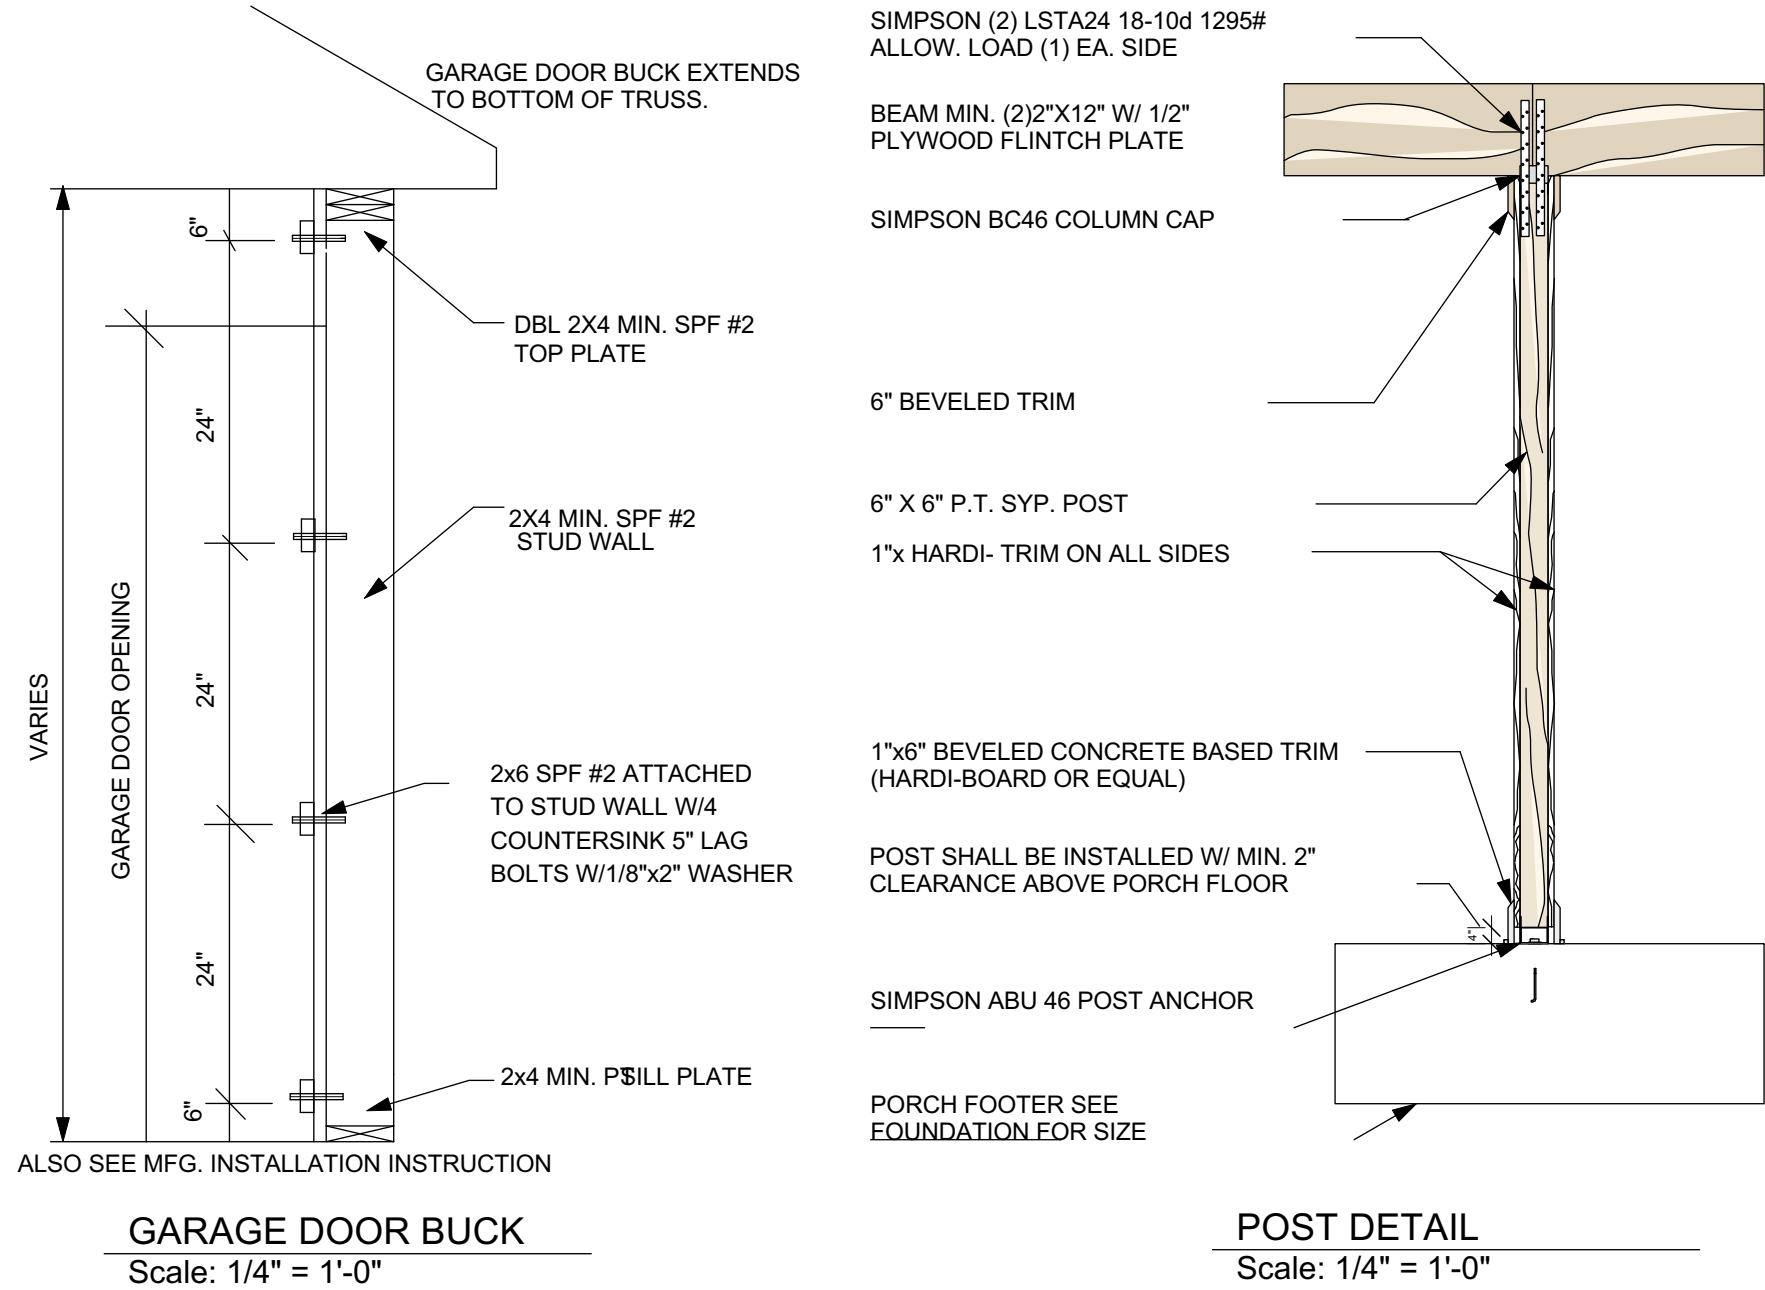 GARAGE DOOR BUCK EXTENDS
TO BOTTOM OF TRUSS.
6"
DBL 2X4 MIN. SPF #2
TOP PLATE
24"
2X4 MIN. SPF #2
STUD WALL
VARIES
GARAGE DOOR OPENING
24"
2x6 SPF #2 ATTACHED
TO STUD WALL W/4
COUNTERSINK 5" LAG
BOLTS W/1/8"x2" WASHER
24"
2x4 MIN. PT SILL PLATE
6"
ALSO SEE MFG. INSTALLATION INSTRUCTION
GARAGE DOOR BUCK
Scale: 1/4" = 1'-0"
SIMPSON (2) LSTA24 18-10d 1295#
ALLOW. LOAD (1) EA. SIDE
BEAM MIN. (2)2"X12" W/ 1/2"
PLYWOOD FLINTCH PLATE
SIMPSON BC46 COLUMN CAP
6" BEVELED TRIM
6" X 6" P.T. SYP. POST
1"x HARDI- TRIM ON ALL SIDES
1"x6" BEVELED CONCRETE BASED TRIM
(HARDI-BOARD OR EQUAL)
POST SHALL BE INSTALLED W/ MIN. 2"
CLEARANCE ABOVE PORCH FLOOR
4"
SIMPSON ABU 46 POST ANCHOR
PORCH FOOTER SEE
FOUNDATION FOR SIZE
POST DETAIL
Scale: 1/4" = 1'-0"